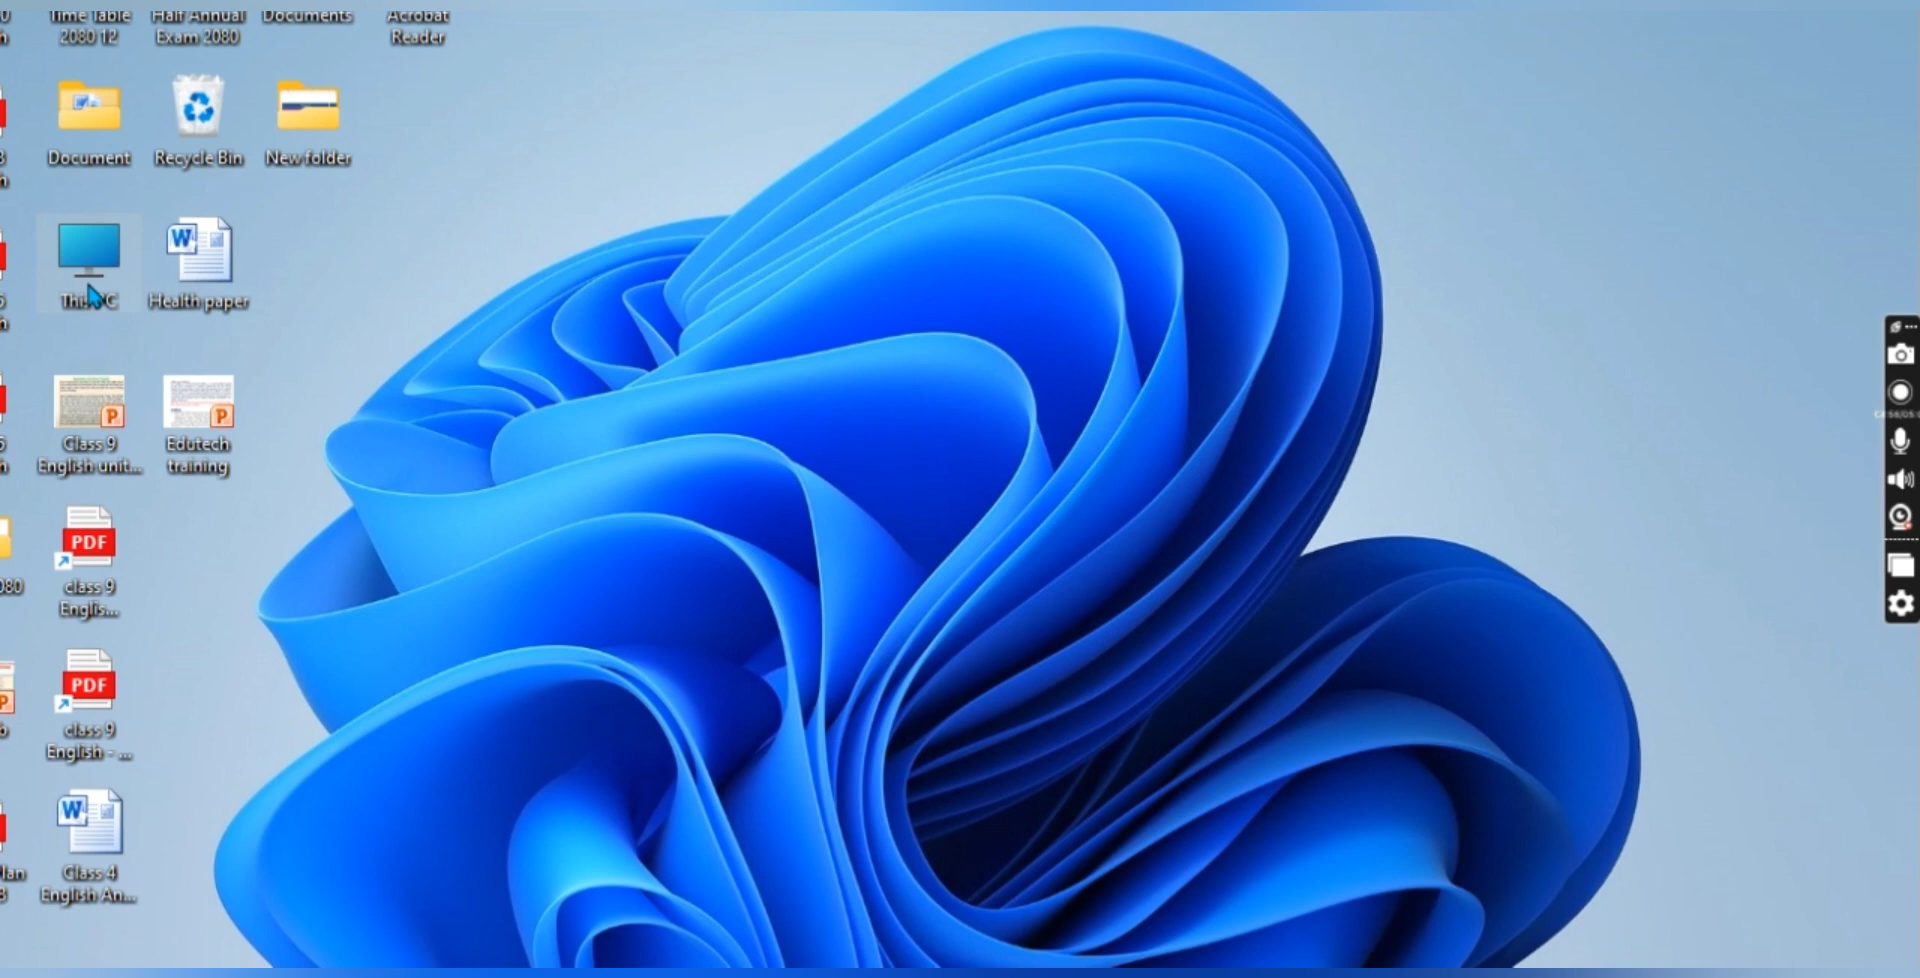 Time Table
2080 12
Half Annual
Exam 2080
Documents
Acrobat
Reader
Document
Recycle Bin
New folder
Health paper
Class 9
English unit...
Edutech
training
PDF
class 9
Englis...
PDF
class 9
English - ...
Class 4
English An...